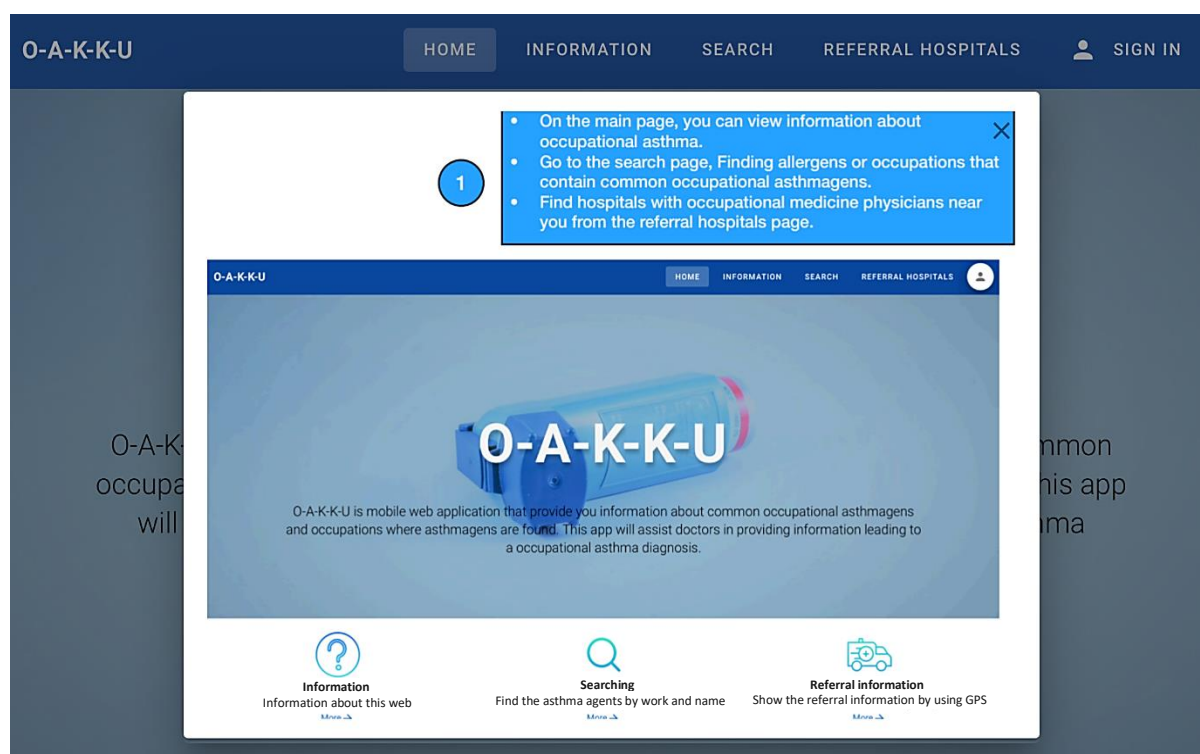 O-A-K-K-U HOME INFORMATION SEARCH REFERRAL HOSPITALS SIGN IN
• On the main page, you can view information about
occupational asthma.
• Go to the search page, Finding allergens or occupations that
contain common occupational asthmagens.
• Find hospitals with occupational medicine physicians near
you from the referral hospitals page.
1
O-A-K-K-U HOME INFORMATION SEARCH REFERRAL HOSPITALS
O-A-K-K-U
O-A-K-K-U is mobile web application that provide you information about common occupational asthmagens
and occupations where asthmagens are found. This app will assist doctors in providing information leading to
a occupational asthma diagnosis.
Information
Information about this web
More →
Searching
Find the asthma agents by work and name
More →
Referral information
Show the referral information by using GPS
More →
O-A-K-
occupa
will
his app